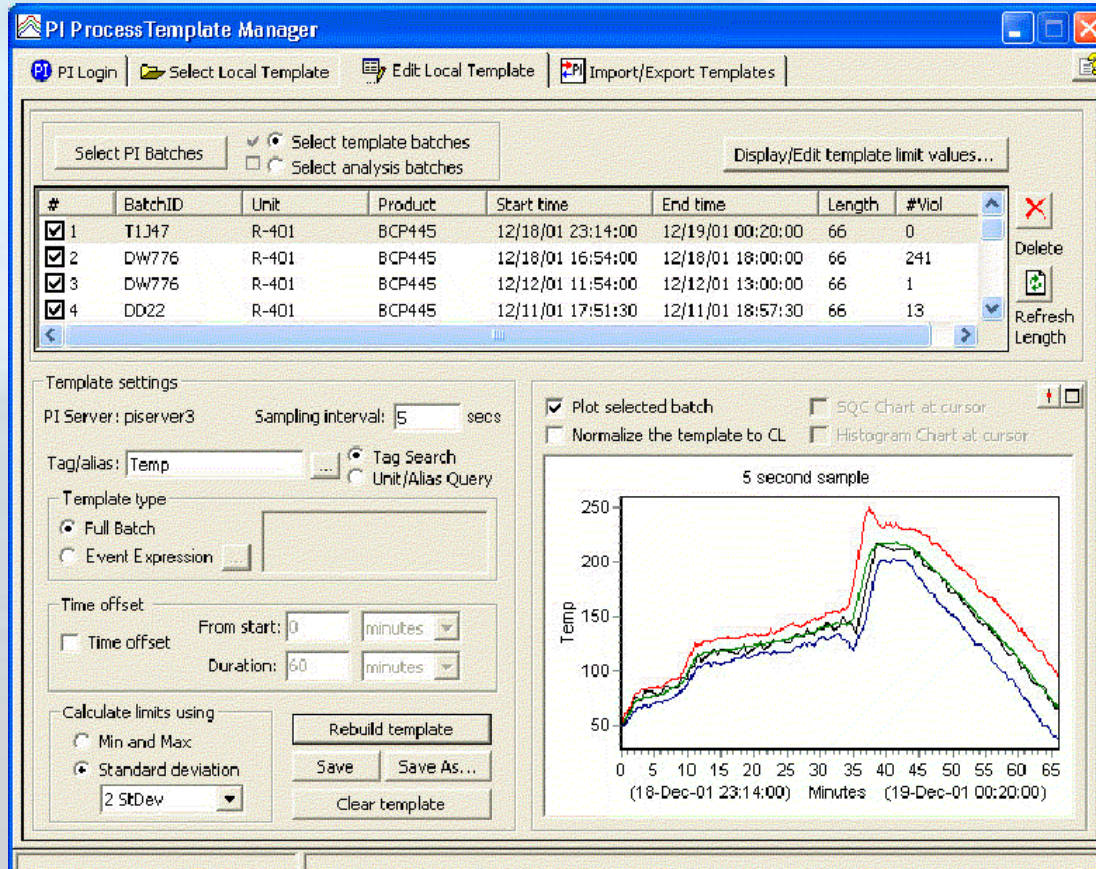 PI ProcessTemplate Manager
PI Login
Select Local Template
Edit Local Template
Import/Export Templates
Select PI Batches
Select template batches
Select analysis batches
Display/Edit template limit values...
# BatchID Unit Product Start time End time Length #Viol
1 T1J47 R-401 BCP445 12/18/01 23:14:00 12/19/01 00:20:00 66 0
2 DW776 R-401 BCP445 12/18/01 16:54:00 12/18/01 18:00:00 66 241
3 DW776 R-401 BCP445 12/12/01 11:54:00 12/12/01 13:00:00 66 1
4 DD22 R-401 BCP445 12/11/01 17:51:30 12/11/01 18:57:30 66 13
Delete
Refresh
Length
Template settings
PI Server: piserver3 Sampling interval: 5 secs
Tag/alias: Temp ... Tag Search
Unit/Alias Query
Template type
Full Batch
Event Expression ...
Time offset
Time offset From start: 0 minutes
Duration: 60 minutes
Calculate limits using
Min and Max
Standard deviation
2 StDev
Rebuild template
Save Save As...
Clear template
Plot selected batch SQC Chart at cursor
Normalize the template to CL Histogram Chart at cursor
5 second sample
250
200
150
100
50
Temp
0 5 10 15 20 25 30 35 40 45 50 55 60 65
(18-Dec-01 23:14:00) Minutes (19-Dec-01 00:20:00)